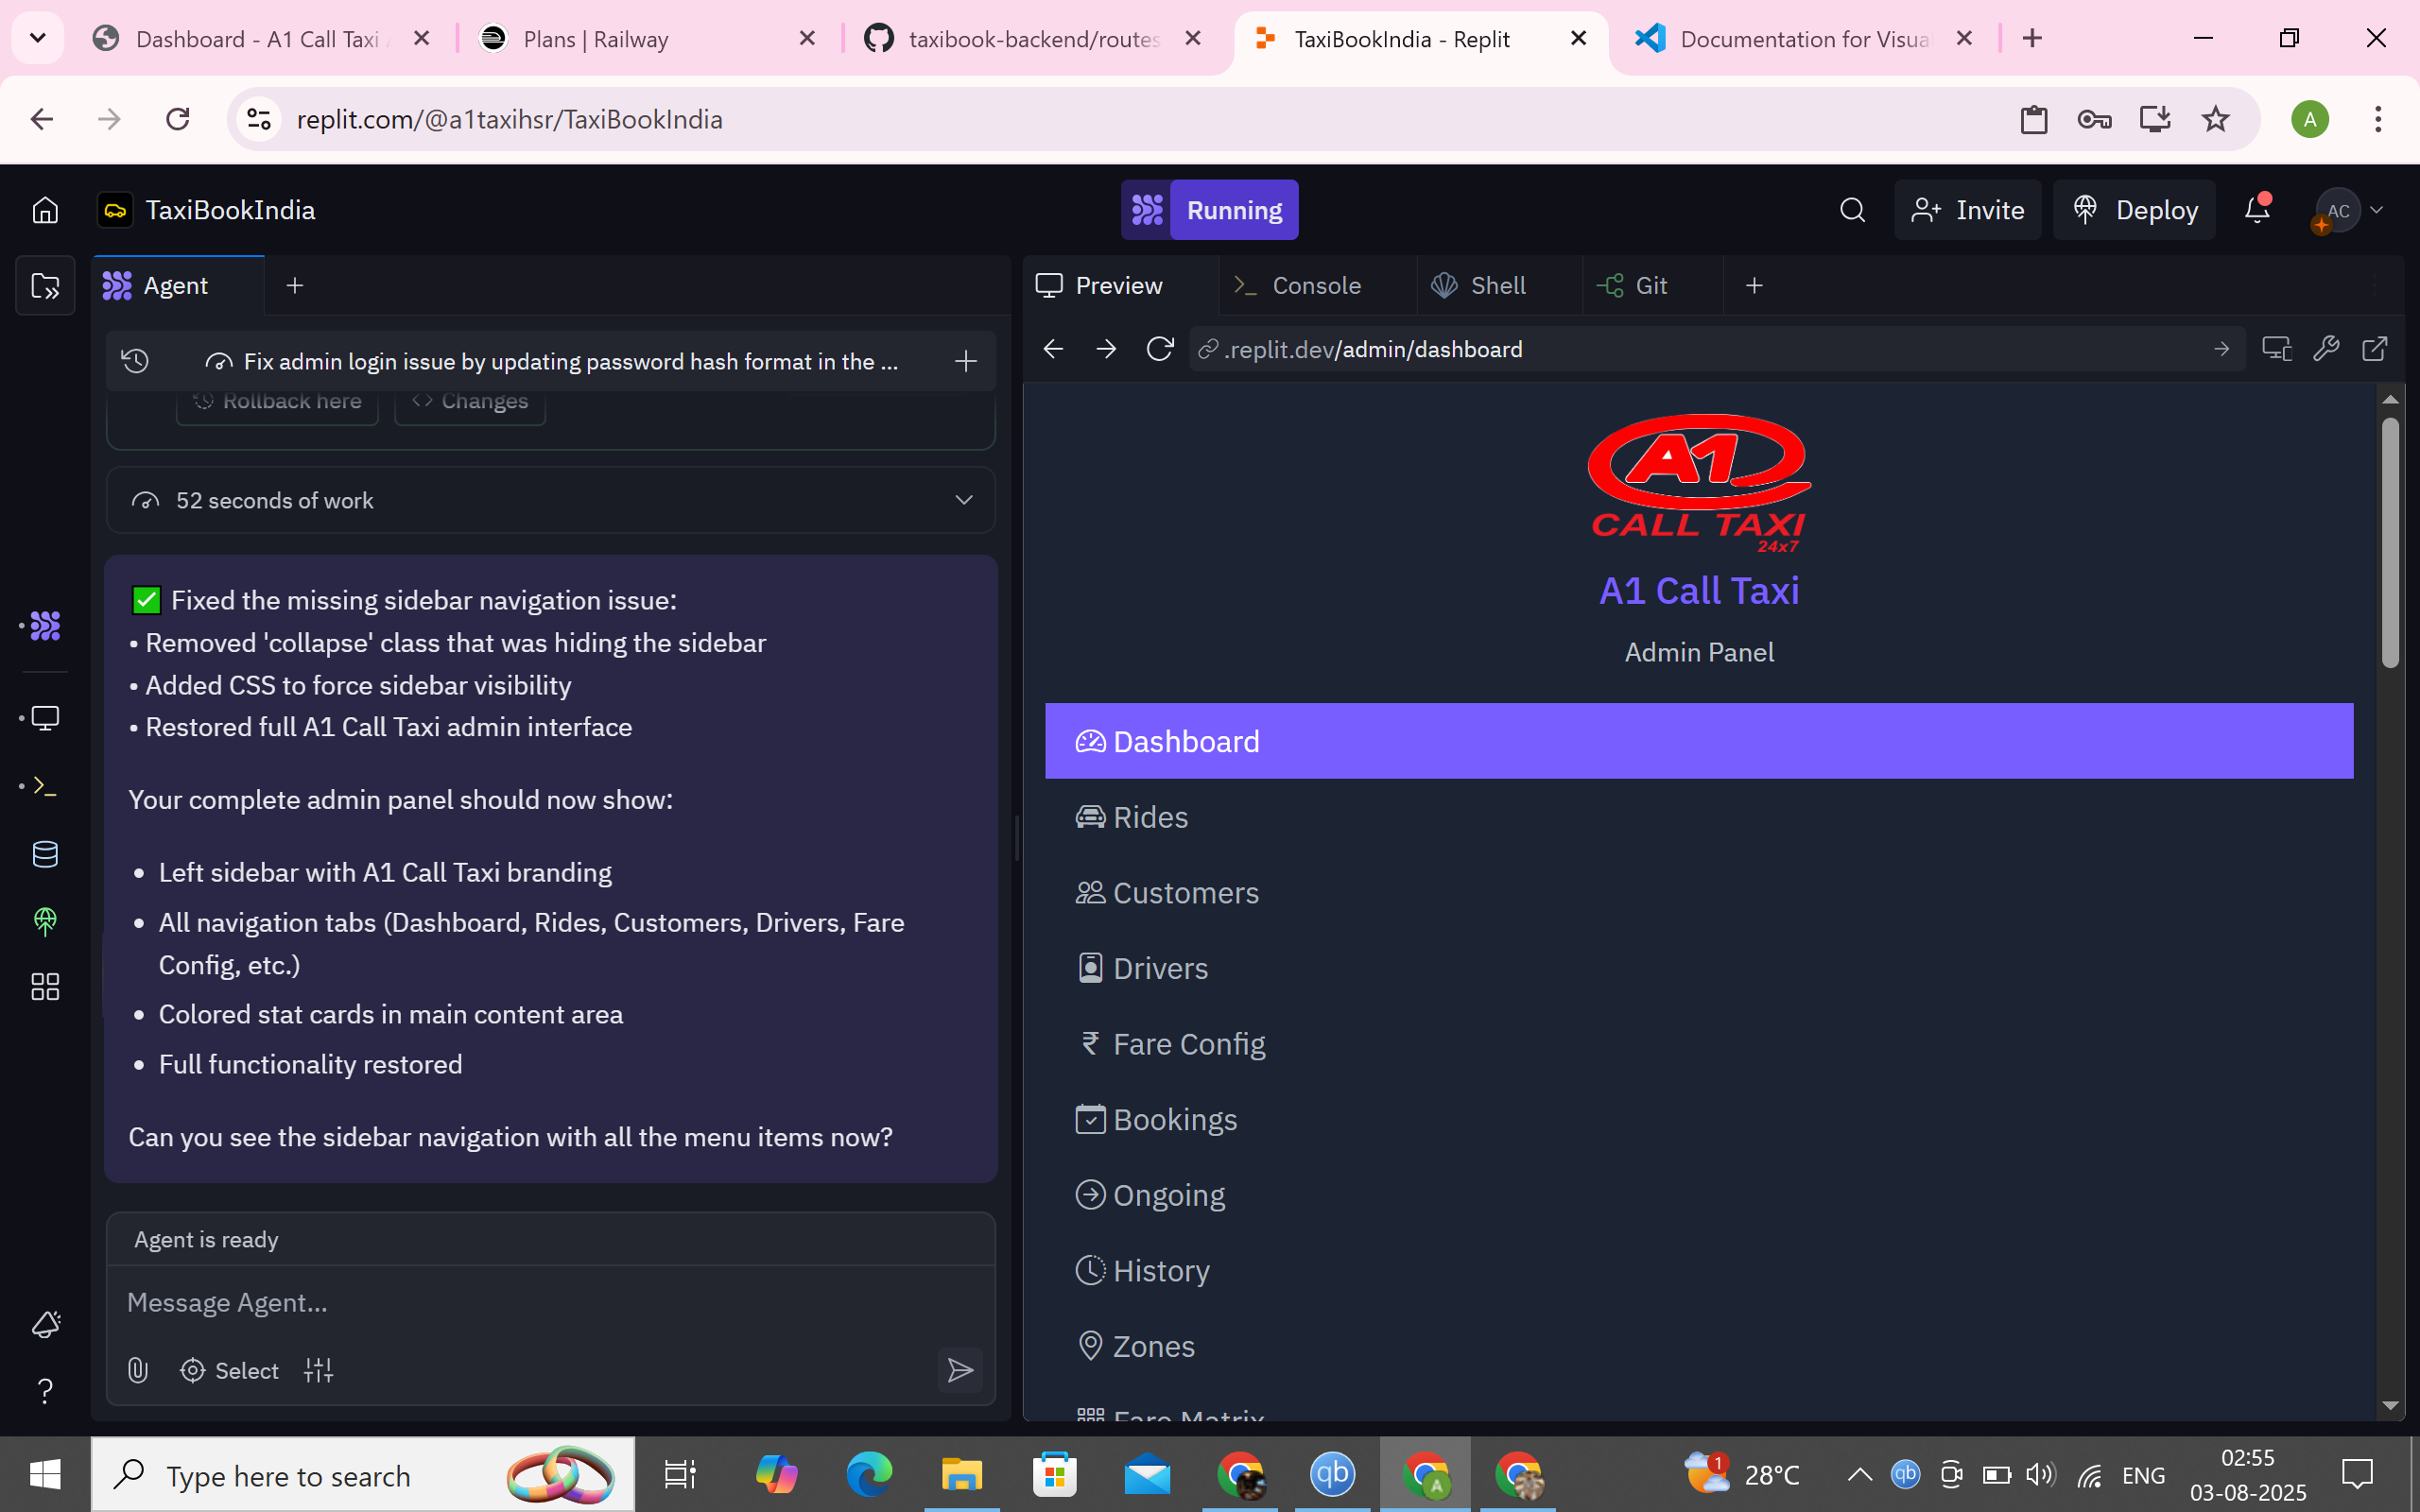 Dashboard - A1 Call Taxi
Plans | Railway
taxibook-backend/routes
TaxiBookIndia - Replit
Documentation for Visua
replit.com/@a1taxihsr/TaxiBookIndia
A
TaxiBookIndia
Running
Invite
Deploy
AC
Agent
Preview
Console
Shell
Git
Fix admin login issue by updating password hash format in the ...
.replit.dev/admin/dashboard
Rollback here
Changes
52 seconds of work
✅ Fixed the missing sidebar navigation issue:
• Removed 'collapse' class that was hiding the sidebar
• Added CSS to force sidebar visibility
• Restored full A1 Call Taxi admin interface
Your complete admin panel should now show:
• Left sidebar with A1 Call Taxi branding
• All navigation tabs (Dashboard, Rides, Customers, Drivers, Fare
Config, etc.)
• Colored stat cards in main content area
• Full functionality restored
Can you see the sidebar navigation with all the menu items now?
Agent is ready
Message Agent...
Select
A1
CALL TAXI
24x7
A1 Call Taxi
Admin Panel
Dashboard
Rides
Customers
Drivers
₹ Fare Config
Bookings
Ongoing
History
Zones
Fare Matrix
Type here to search
qb
A
1
28°C
qb
ENG
02:55
03-08-2025